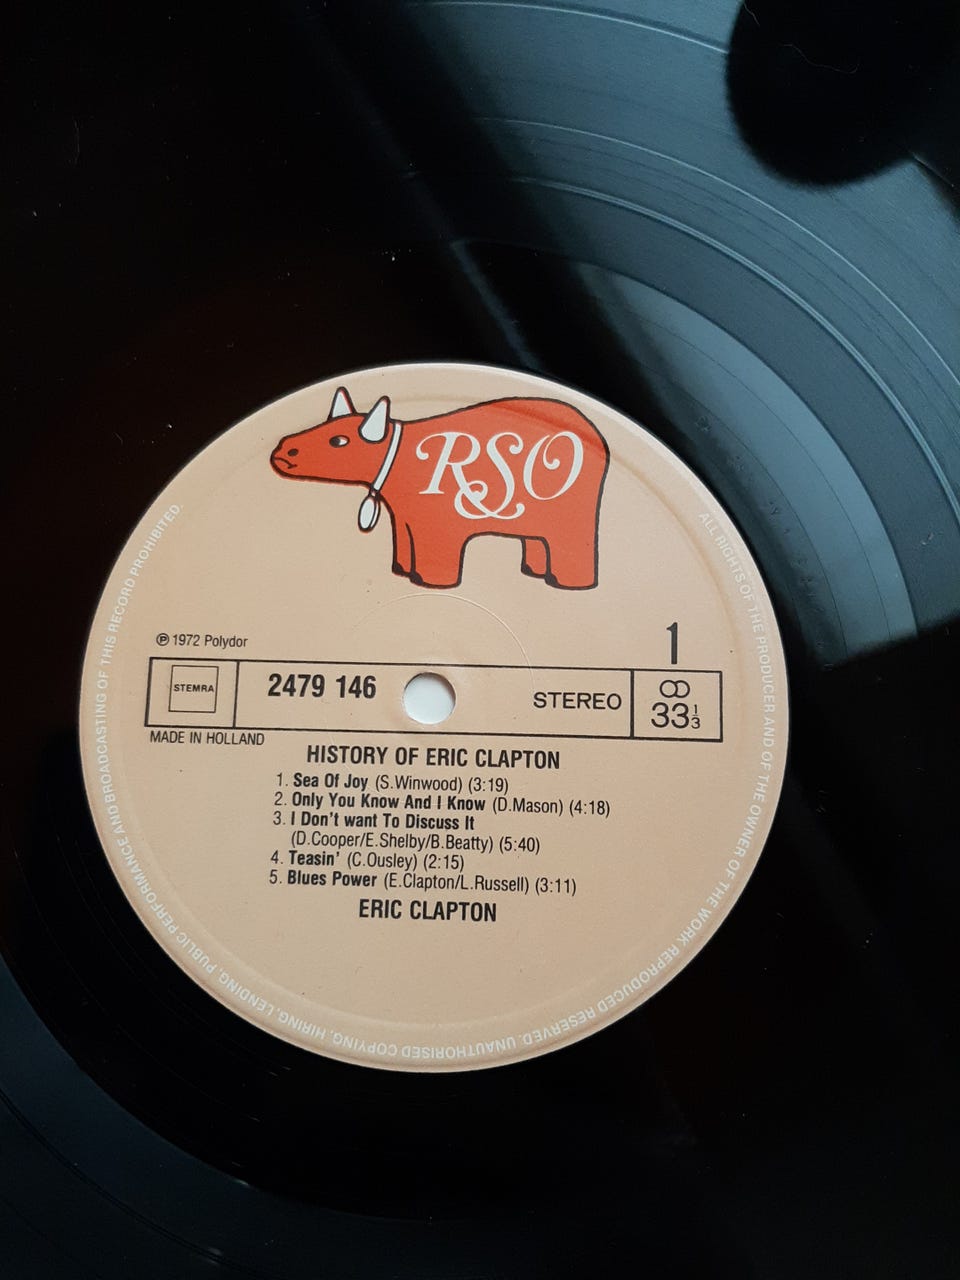 RSO
1
℗ 1972 Polydor
STEMRA
2479 146
STEREO
33 1/3
MADE IN HOLLAND
HISTORY OF ERIC CLAPTON
1. Sea Of Joy (S.Winwood) (3:19)
2. Only You Know And I Know (D.Mason) (4:18)
3. I Don't want To Discuss It
(D.Cooper/E.Shelby/B.Beatty) (5:40)
4. Teasin' (C.Ousley) (2:15)
5. Blues Power (E.Clapton/L.Russell) (3:11)
ERIC CLAPTON
ALL RIGHTS OF THE PRODUCER AND OF THE OWNER OF THE WORK REPRODUCED RESERVED. UNAUTHORISED COPYING, HIRING, LENDING, PUBLIC PERFORMANCE AND BROADCASTING OF THIS RECORD PROHIBITED.